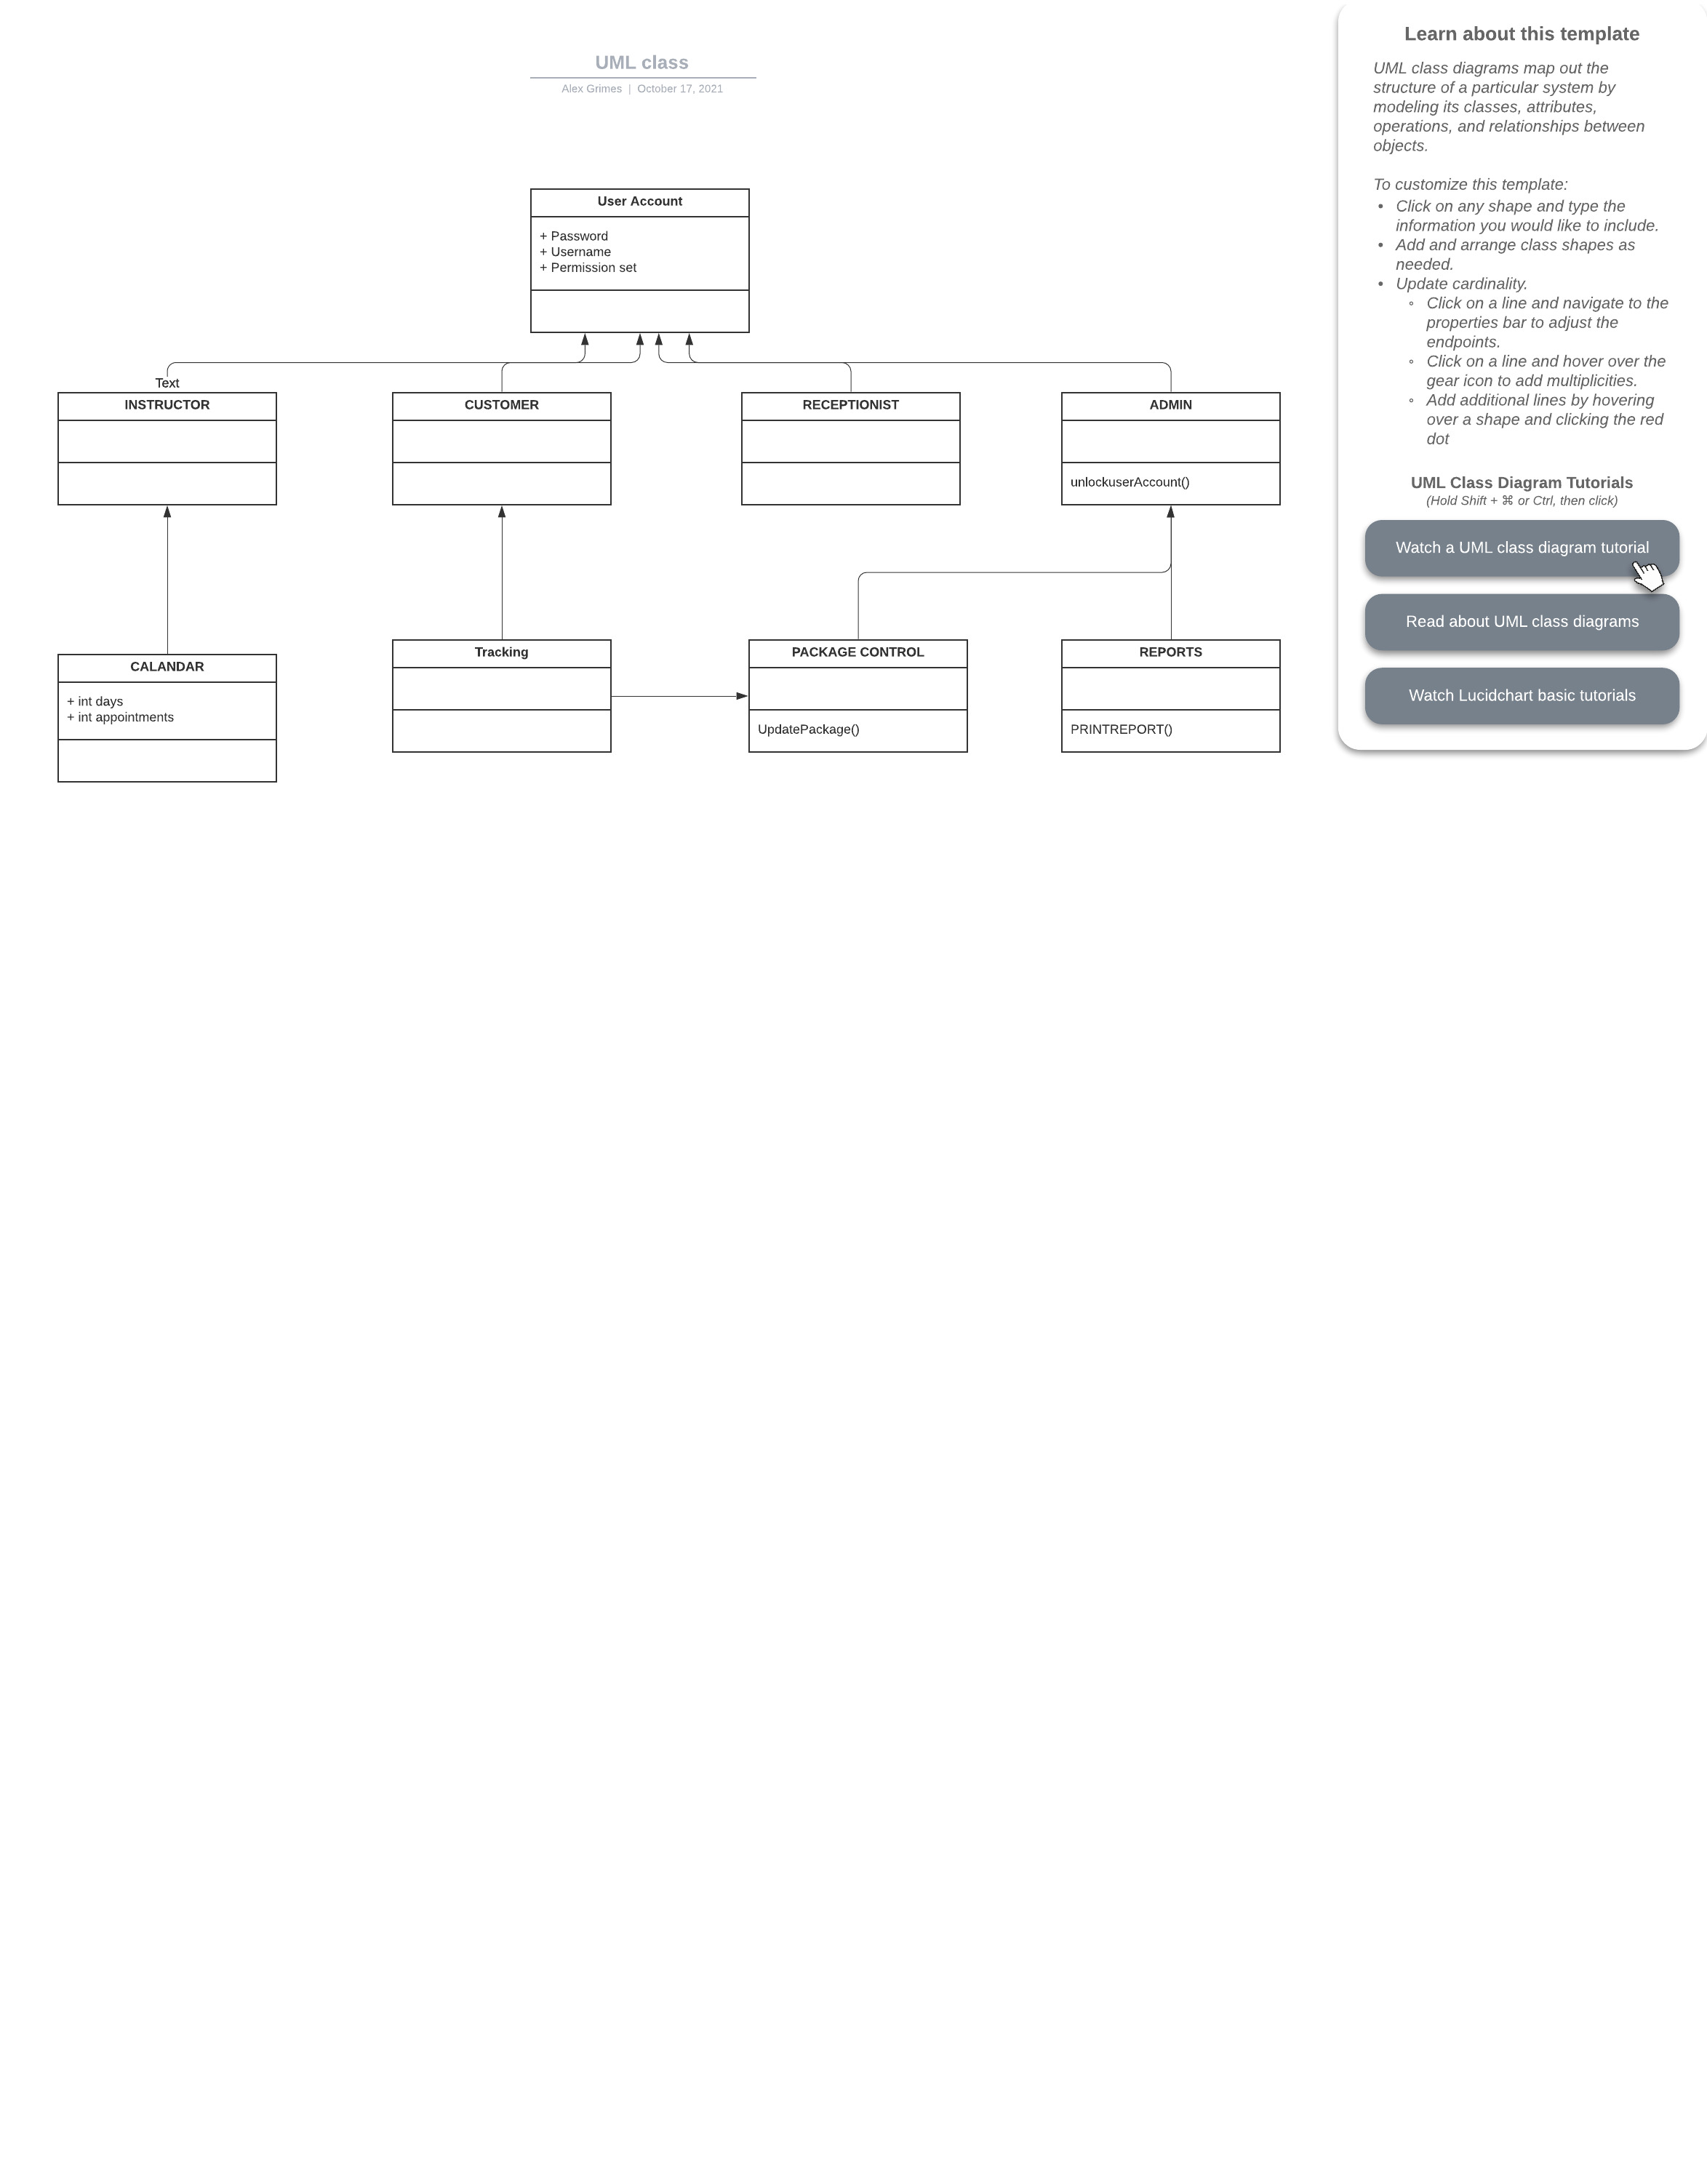 UML class
Alex Grimes | October 17, 2021
User Account
+ Password
+ Username
+ Permission set
Text
INSTRUCTOR
CUSTOMER
RECEPTIONIST
ADMIN
unlockuserAccount()
CALANDAR
+ int days
+ int appointments
Tracking
PACKAGE CONTROL
UpdatePackage()
REPORTS
PRINTREPORT()
Learn about this template
UML class diagrams map out the
structure of a particular system by
modeling its classes, attributes,
operations, and relationships between
objects.
To customize this template:
• Click on any shape and type the
information you would like to include.
• Add and arrange class shapes as
needed.
• Update cardinality.
◦ Click on a line and navigate to the
properties bar to adjust the
endpoints.
◦ Click on a line and hover over the
gear icon to add multiplicities.
◦ Add additional lines by hovering
over a shape and clicking the red
dot
UML Class Diagram Tutorials
(Hold Shift + ⌘ or Ctrl, then click)
Watch a UML class diagram tutorial
Read about UML class diagrams
Watch Lucidchart basic tutorials